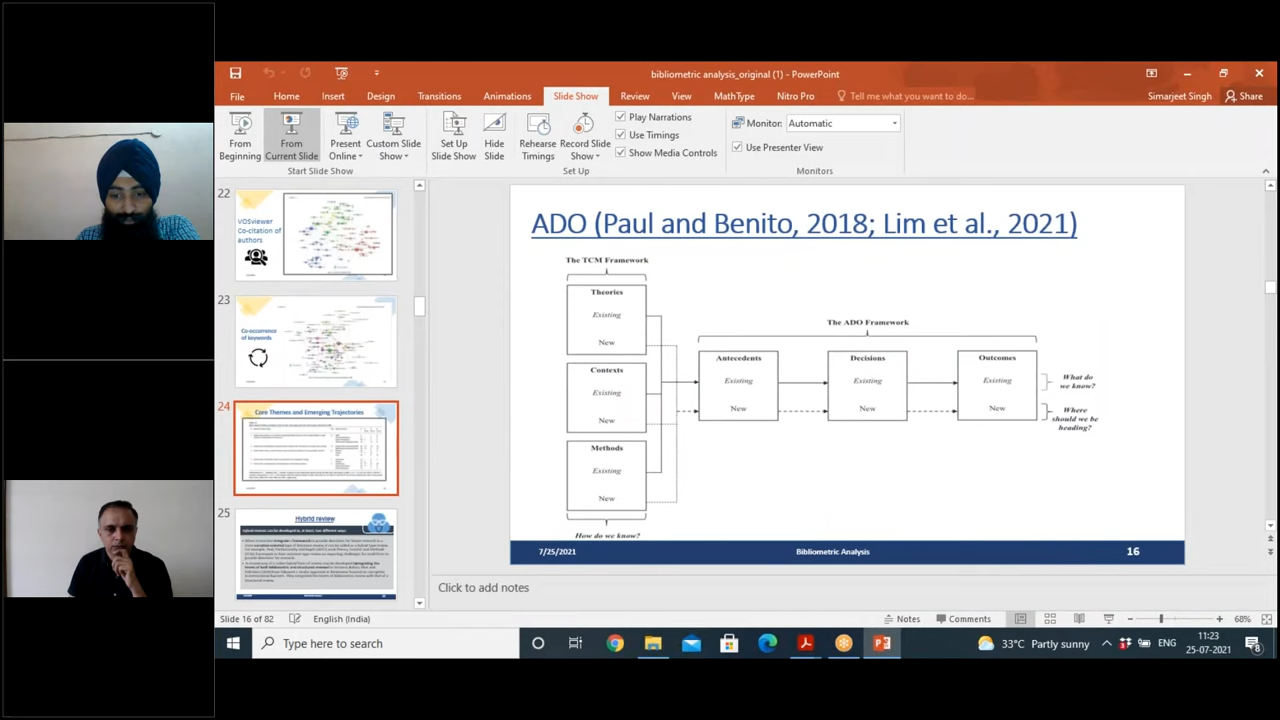 bibliometric analysis_original (1) - PowerPoint
File Home Insert Design Transitions Animations Slide Show Review View MathType Nitro Pro Tell me what you want to do... Simarjeet Singh Share
From Beginning
From Current Slide
Present Online
Custom Slide Show
Start Slide Show
Set Up Slide Show
Hide Slide
Rehearse Timings
Record Slide Show
Play Narrations
Use Timings
Show Media Controls
Set Up
Monitor: Automatic
Use Presenter View
Monitors
22
VOSviewer
Co-citation of
authors
23
Co-occurrence
of keywords
24
Core Themes and Emerging Trajectories
25
Hybrid review
ADO (Paul and Benito, 2018; Lim et al., 2021)
The TCM Framework
Theories
Existing
New
Contexts
Existing
New
Methods
Existing
New
How do we know?
The ADO Framework
Antecedents
Existing
New
Decisions
Existing
New
Outcomes
Existing
New
What do
we know?
Where
should we be
heading?
7/25/2021 Bibliometric Analysis 16
Click to add notes
Slide 16 of 82 English (India) Notes Comments 68%
Type here to search 33°C Partly sunny ENG 11:23
25-07-2021
8